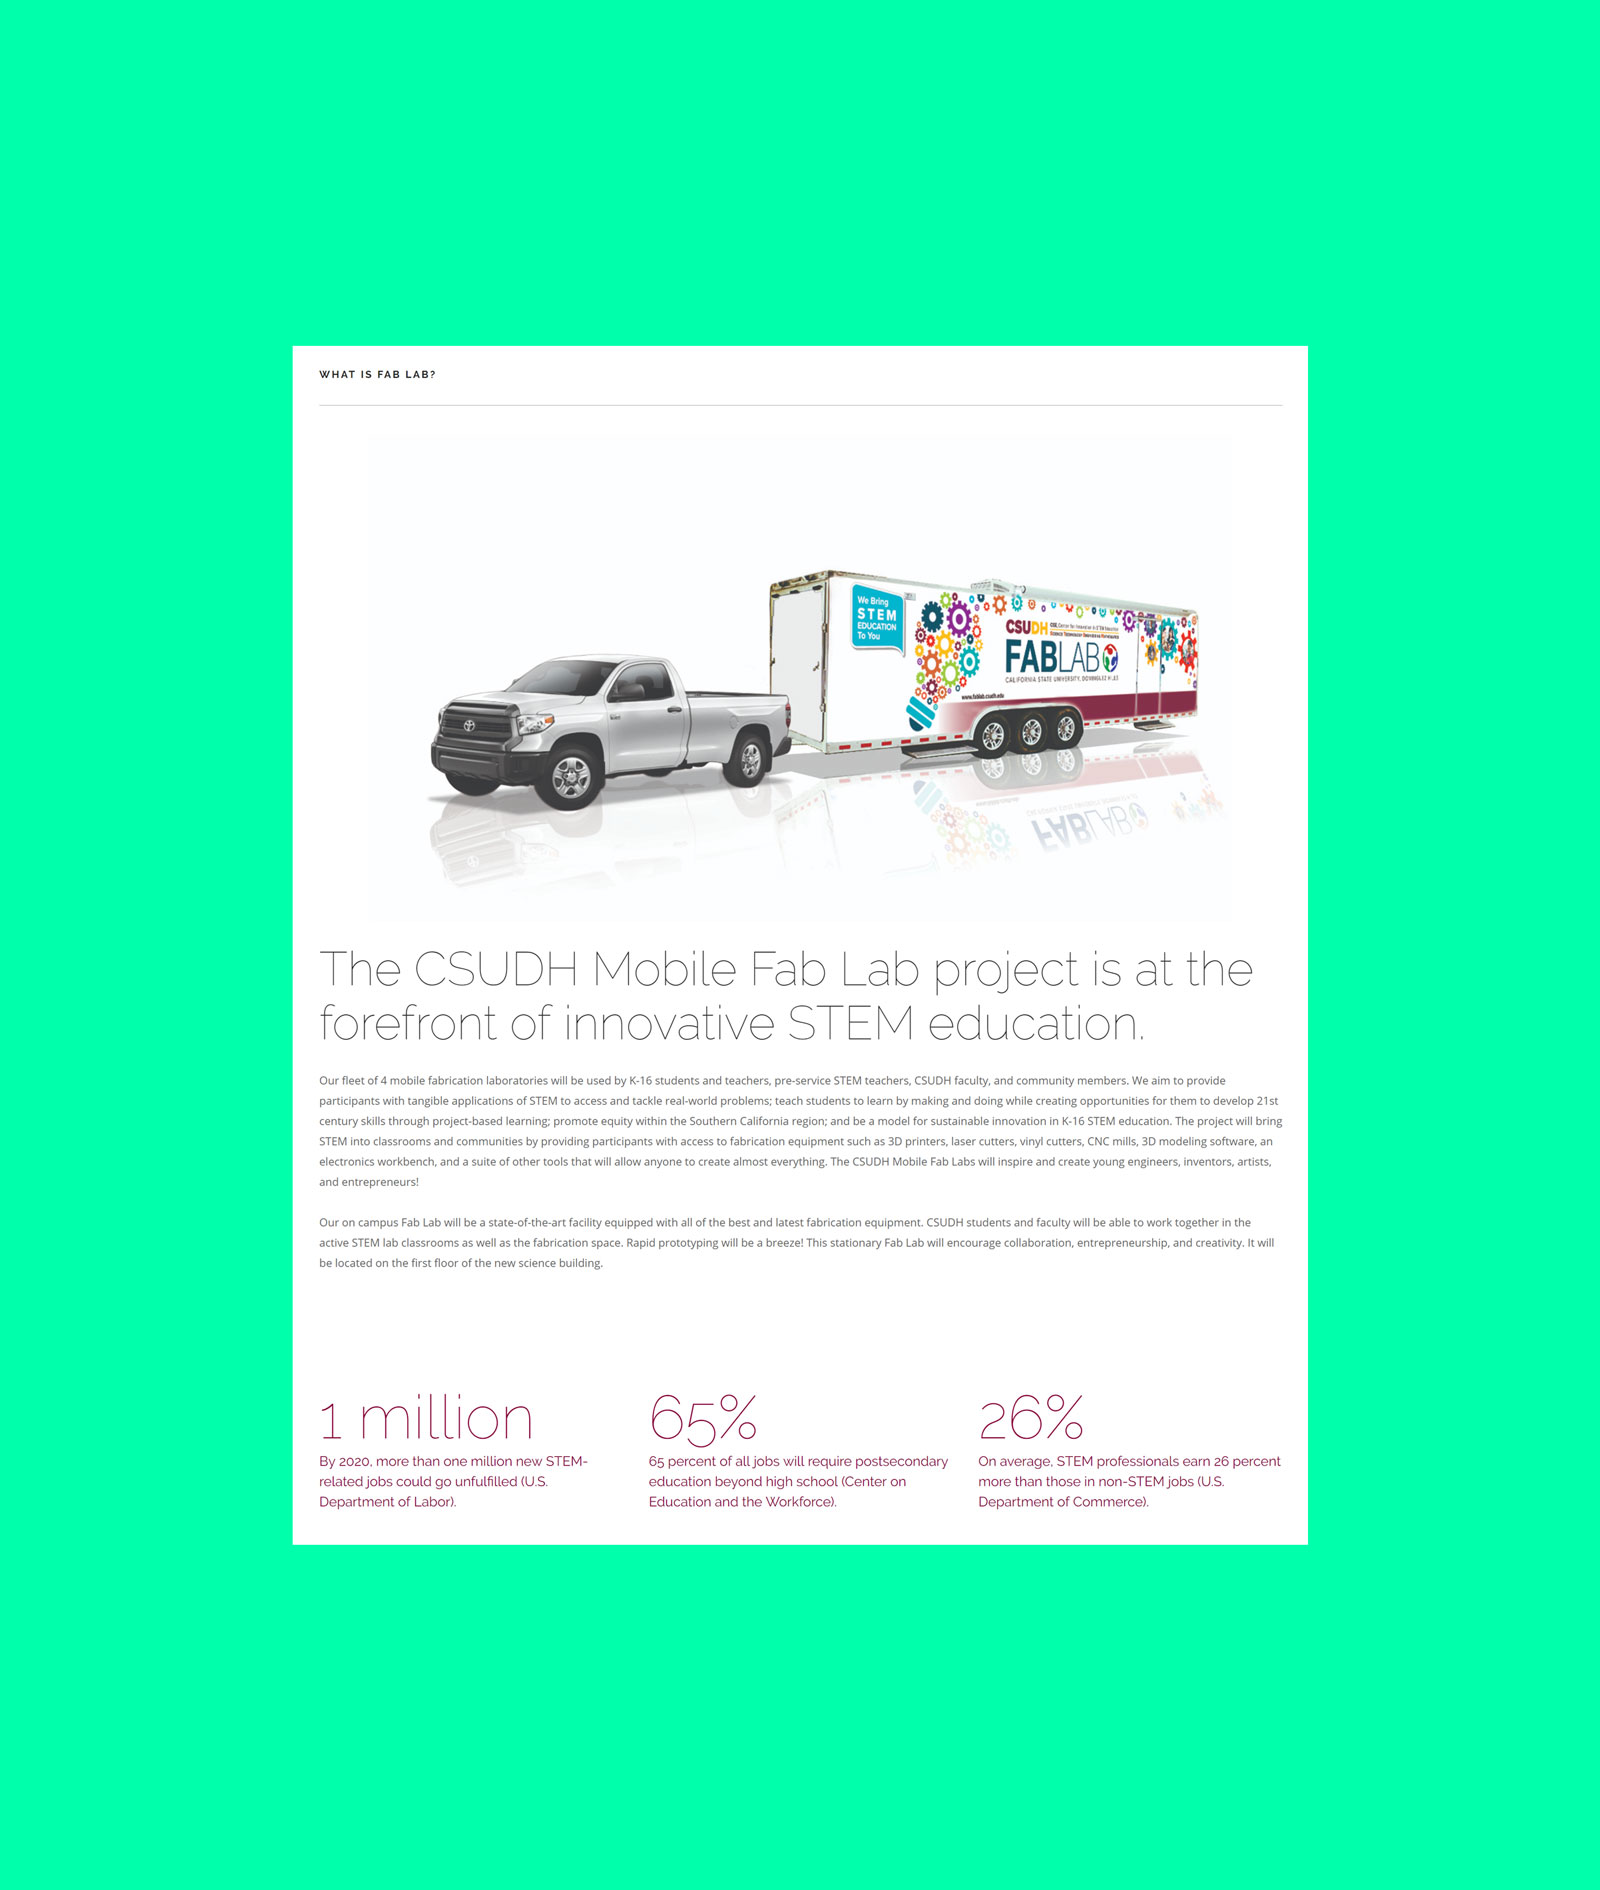 WHAT IS FAB LAB?
We Bring
STEM
EDUCATION
To You
CSUDH
FABLAB
CALIFORNIA STATE UNIVERSITY, DOMINGUEZ HILLS
www.fablab.csudh.edu
The CSUDH Mobile Fab Lab project is at the
forefront of innovative STEM education.
Our fleet of 4 mobile fabrication laboratories will be used by K-16 students and teachers, pre-service STEM teachers, CSUDH faculty, and community members. We aim to provide
participants with tangible applications of STEM to access and tackle real-world problems; teach students to learn by making and doing while creating opportunities for them to develop 21st
century skills through project-based learning; promote equity within the Southern California region; and be a model for sustainable innovation in K-16 STEM education. The project will bring
STEM into classrooms and communities by providing participants with access to fabrication equipment such as 3D printers, laser cutters, vinyl cutters, CNC mills, 3D modeling software, an
electronics workbench, and a suite of other tools that will allow anyone to create almost everything. The CSUDH Mobile Fab Labs will inspire and create young engineers, inventors, artists,
and entrepreneurs!
Our on campus Fab Lab will be a state-of-the-art facility equipped with all of the best and latest fabrication equipment. CSUDH students and faculty will be able to work together in the
active STEM lab classrooms as well as the fabrication space. Rapid prototyping will be a breeze! This stationary Fab Lab will encourage collaboration, entrepreneurship, and creativity. It will
be located on the first floor of the new science building.
1 million
By 2020, more than one million new STEM-
related jobs could go unfulfilled (U.S.
Department of Labor).
65%
65 percent of all jobs will require postsecondary
education beyond high school (Center on
Education and the Workforce).
26%
On average, STEM professionals earn 26 percent
more than those in non-STEM jobs (U.S.
Department of Commerce).